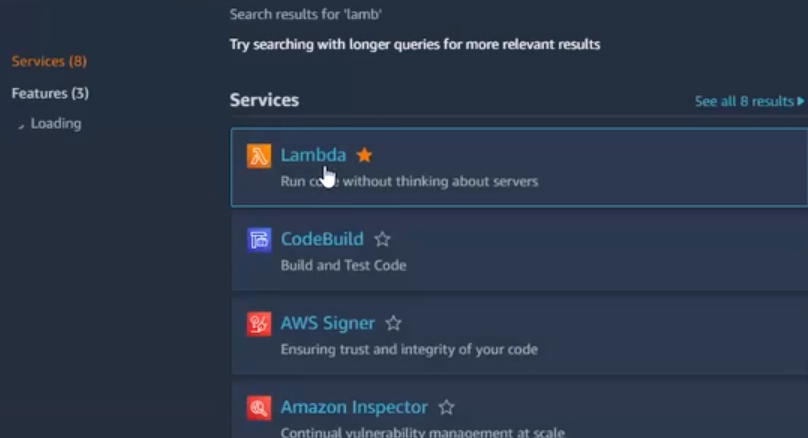 Search results for 'lamb'
Try searching with longer queries for more relevant results
Services (8)
Features (3)
Loading
Services
See all 8 results
Lambda
Run code without thinking about servers
CodeBuild
Build and Test Code
AWS Signer
Ensuring trust and integrity of your code
Amazon Inspector
Continual vulnerability management at scale